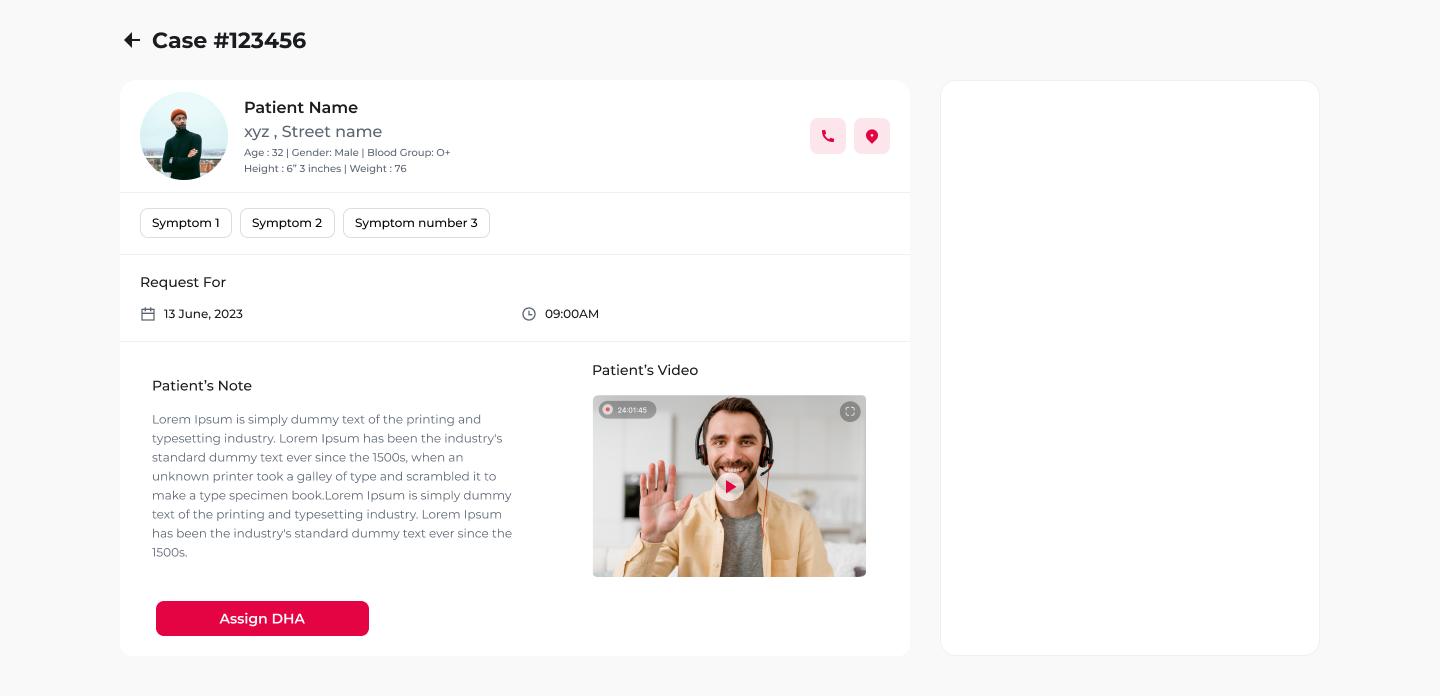 Case #123456
Patient Name
xyz , Street name
Age : 32 | Gender: Male | Blood Group: O+
Height : 6” 3 inches | Weight : 76
Symptom 1
Symptom 2
Symptom number 3
Request For
13 June, 2023
09:00AM
Patient’s Note
Lorem Ipsum is simply dummy text of the printing and
typesetting industry. Lorem Ipsum has been the industry's
standard dummy text ever since the 1500s, when an
unknown printer took a galley of type and scrambled it to
make a type specimen book.Lorem Ipsum is simply dummy
text of the printing and typesetting industry. Lorem Ipsum
has been the industry's standard dummy text ever since the
1500s.
Patient’s Video
24:01:45
Assign DHA